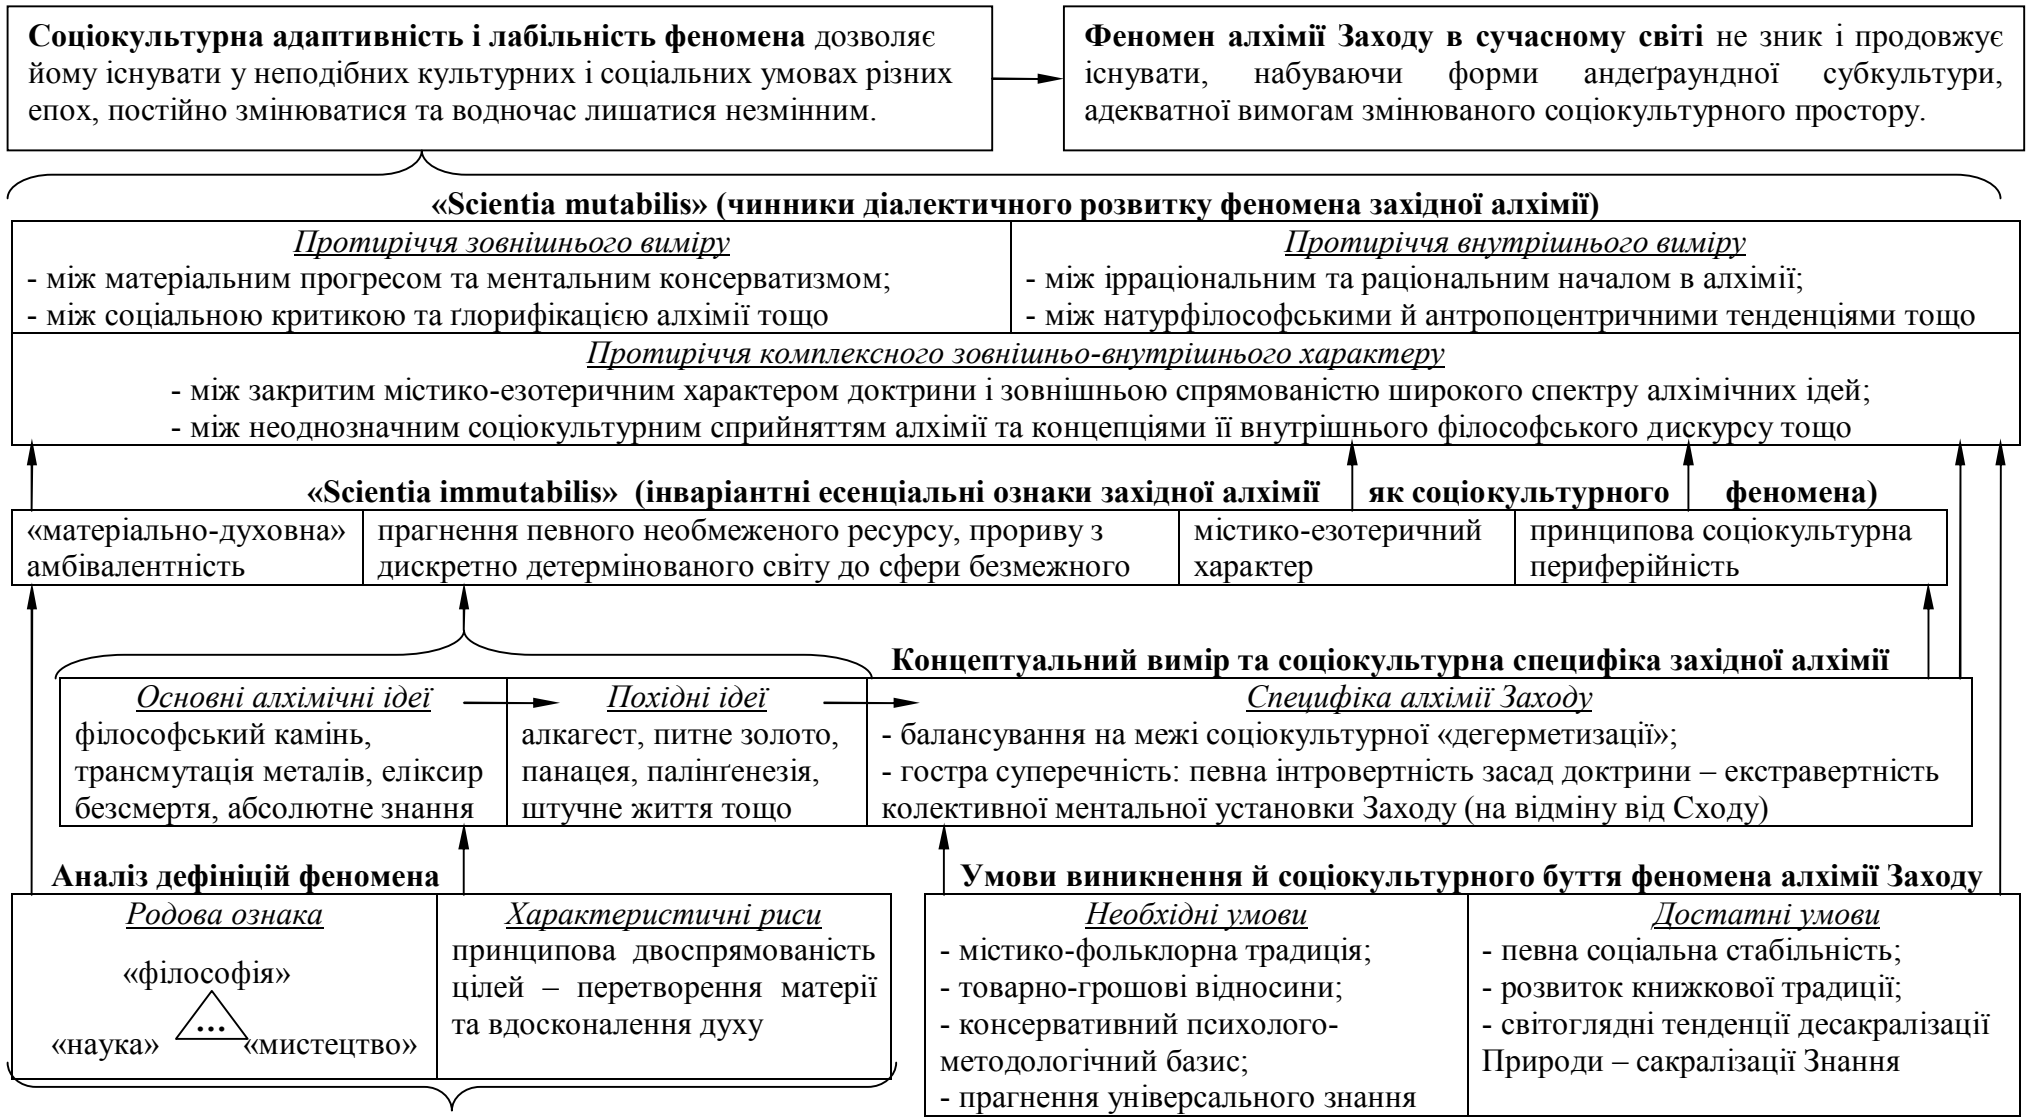 Соціокультурна адаптивність і лабільність феномена дозволяє
йому існувати у неподібних культурних і соціальних умовах різних
епох, постійно змінюватися та водночас лишатися незмінним.
Феномен алхімії Заходу в сучасному світі не зник і продовжує
існувати, набуваючи форми андеґраундної субкультури,
адекватної вимогам змінюваного соціокультурного простору.
«Scientia mutabilis» (чинники діалектичного розвитку феномена західної алхімії)
Протиріччя зовнішнього виміру
- між матеріальним прогресом та ментальним консерватизмом;
- між соціальною критикою та ґлорифікацією алхімії тощо
Протиріччя внутрішнього виміру
- між ірраціональним та раціональним началом в алхімії;
- між натурфілософськими й антропоцентричними тенденціями тощо
Протиріччя комплексного зовнішньо-внутрішнього характеру
- між закритим містико-езотеричним характером доктрини і зовнішньою спрямованістю широкого спектру алхімічних ідей;
- між неоднозначним соціокультурним сприйняттям алхімії та концепціями її внутрішнього філософського дискурсу тощо
«Scientia immutabilis» (інваріантні есенціальні ознаки західної алхімії як соціокультурного феномена)
«матеріально-духовна»
амбівалентність
прагнення певного необмеженого ресурсу, прориву з
дискретно детермінованого світу до сфери безмежного
містико-езотеричний
характер
принципова соціокультурна
периферійність
Концептуальний вимір та соціокультурна специфіка західної алхімії
Основні алхімічні ідеї
філософський камінь,
трансмутація металів, еліксир
безсмертя, абсолютне знання
Похідні ідеї
алкагест, питне золото,
панацея, палінґенезія,
штучне життя тощо
Специфіка алхімії Заходу
- балансування на межі соціокультурної «дегерметизації»;
- гостра суперечність: певна інтровертність засад доктрини – екстравертність
колективної ментальної установки Заходу (на відміну від Сходу)
Аналіз дефініцій феномена
Родова ознака
«філософія»
...
«наука» «мистецтво»
Характеристичні риси
принципова двоспрямованість
цілей – перетворення матерії
та вдосконалення духу
Умови виникнення й соціокультурного буття феномена алхімії Заходу
Необхідні умови
- містико-фольклорна традиція;
- товарно-грошові відносини;
- консервативний психолого-
методологічний базис;
- прагнення універсального знання
Достатні умови
- певна соціальна стабільність;
- розвиток книжкової традиції;
- світоглядні тенденції десакралізації
Природи – сакралізації Знання